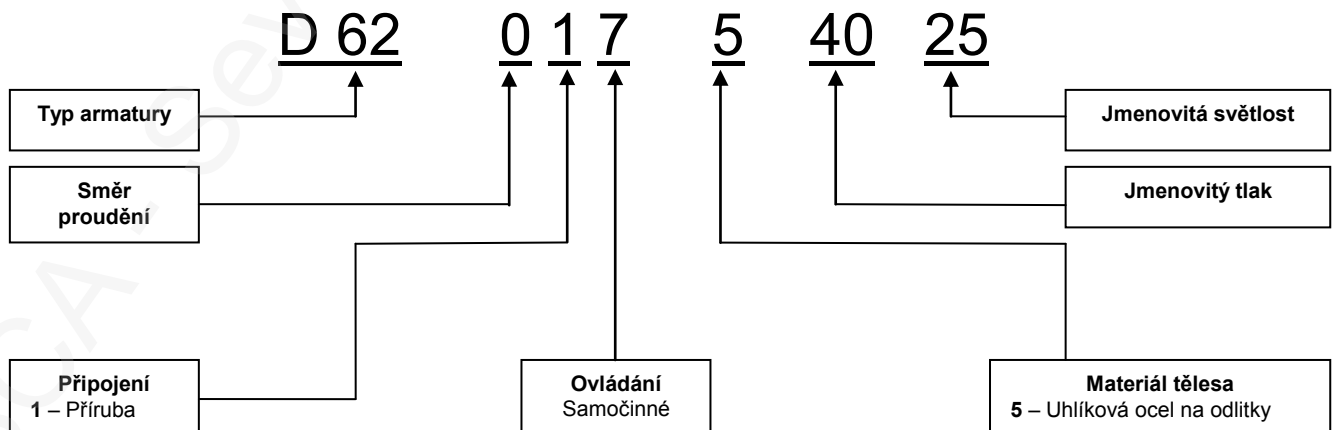 D 62 0 1 7 5 40 25
Typ armatury
Jmenovitá světlost
Směr
proudění
Jmenovitý tlak
Připojení
1 – Příruba
Ovládání
Samočinné
Materiál tělesa
5 – Uhlíková ocel na odlitky